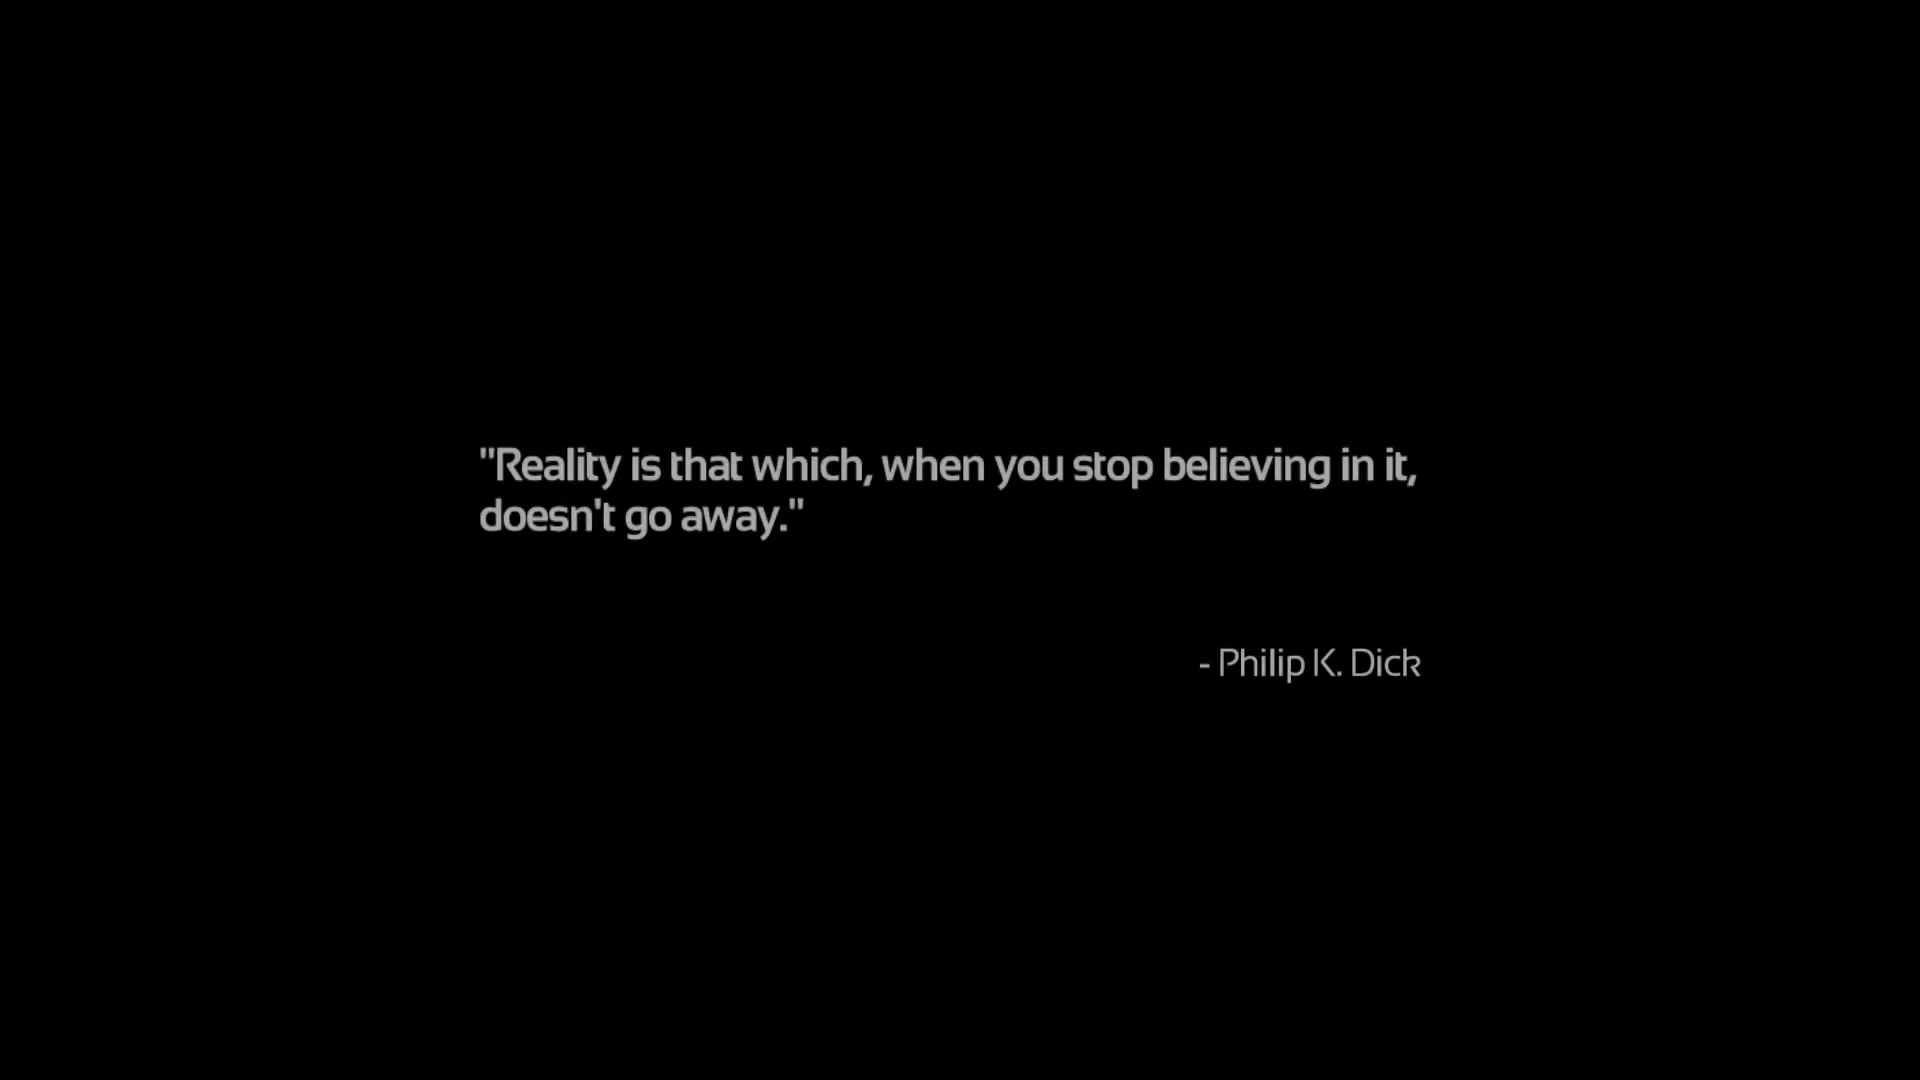 "Reality is that which, when you stop believing in it,
doesn't go away."
- Philip K. Dick